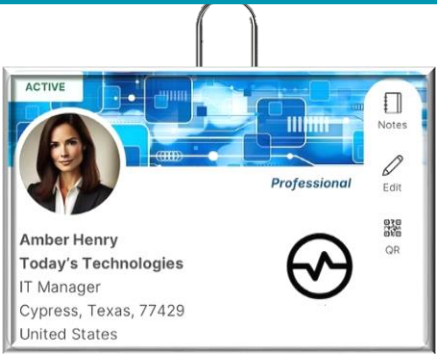 ACTIVE
Notes
Professional
Edit
QR
Amber Henry
Today's Technologies
IT Manager
Cypress, Texas, 77429
United States